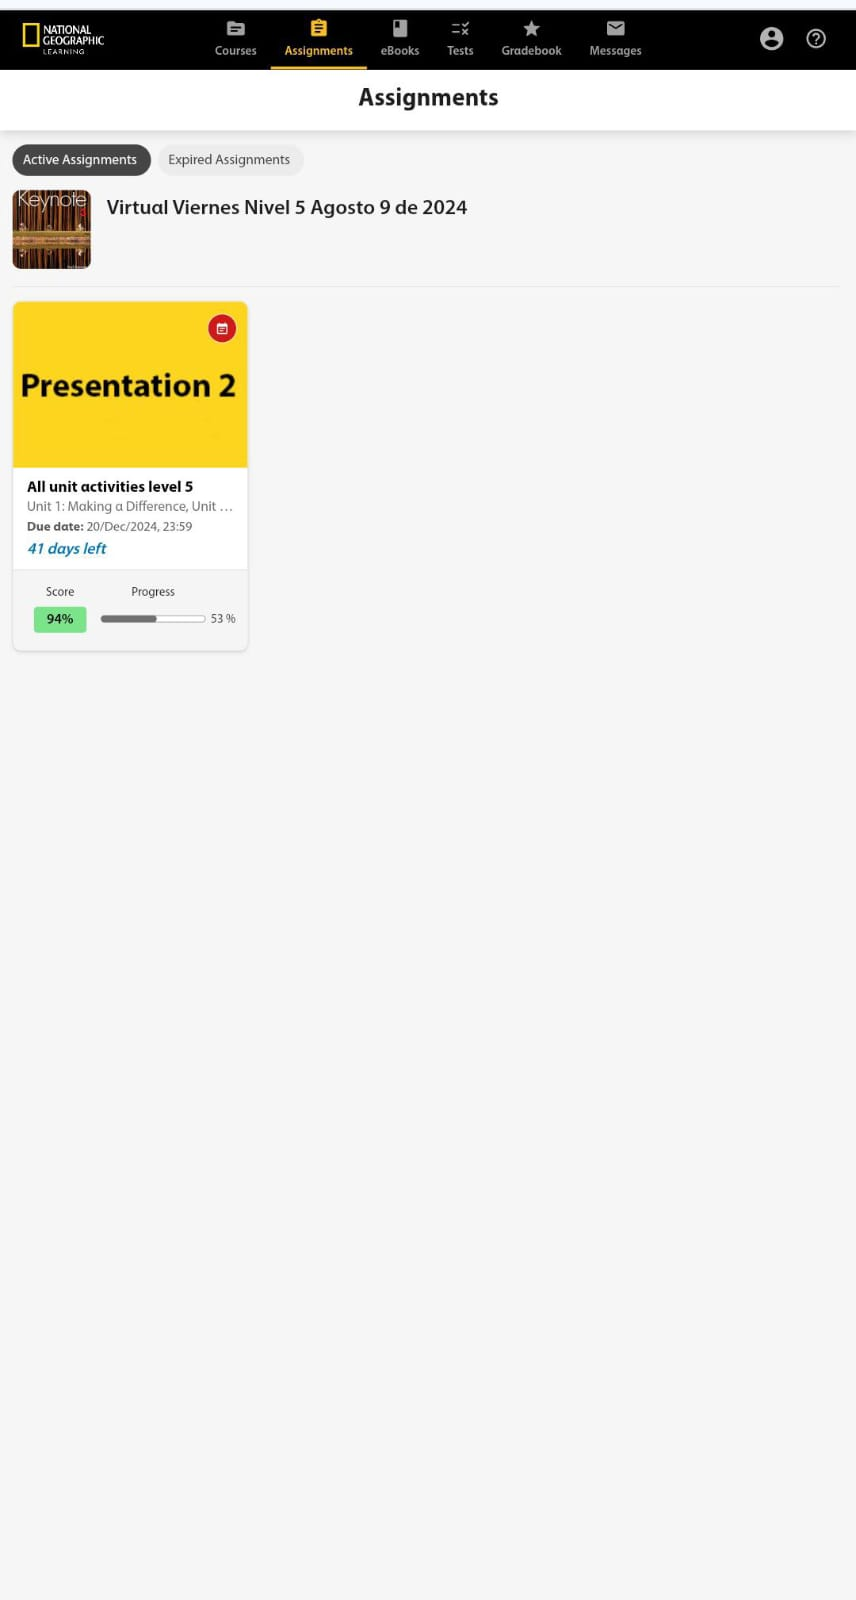 NATIONAL
GEOGRAPHIC
LEARNING
Courses
Assignments
eBooks
Tests
Gradebook
Messages
Assignments
Active Assignments
Expired Assignments
Keynote
Virtual Viernes Nivel 5 Agosto 9 de 2024
Presentation 2
All unit activities level 5
Unit 1: Making a Difference, Unit ...
Due date: 20/Dec/2024, 23:59
41 days left
Score
Progress
94%
53 %